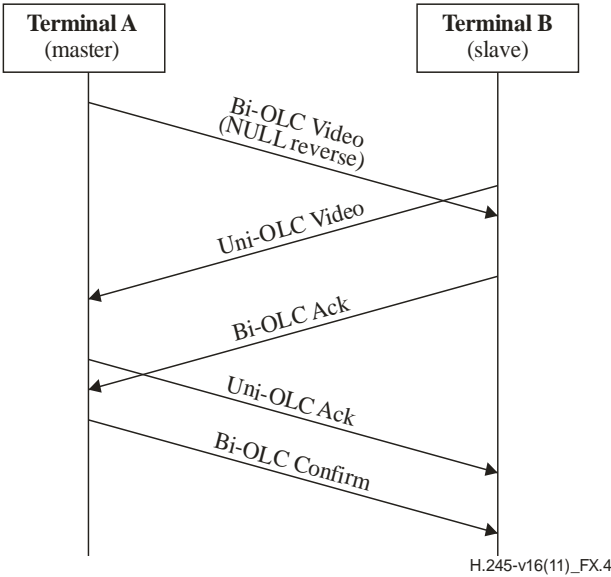 Terminal A
(master)
Terminal B
(slave)
Bi-OLC Video
(NULL reverse)
Uni-OLC Video
Bi-OLC Ack
Uni-OLC Ack
Bi-OLC Confirm
H.245-v16(11)_FX.4